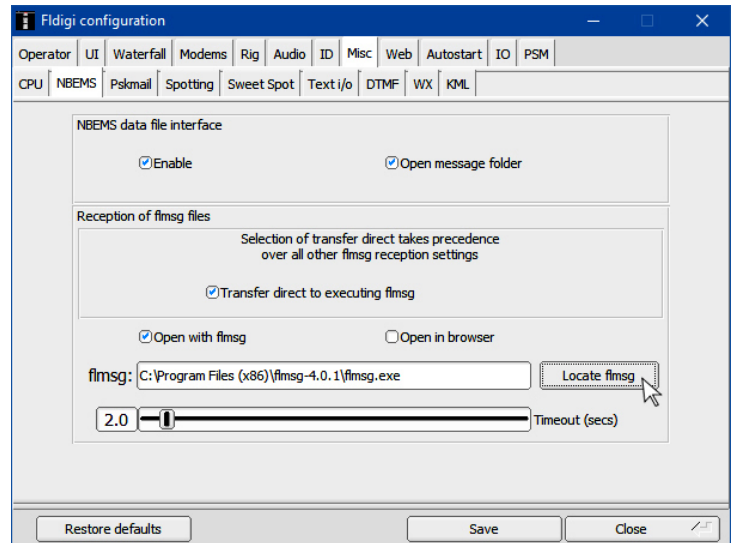 Fldigi configuration
Operator UI Waterfall Modems Rig Audio ID Misc Web Autostart IO PSM
CPU NBEMS Pskmail Spotting Sweet Spot Text i/o DTMF WX KML
NBEMS data file interface
Enable Open message folder
Reception of flmsg files
Selection of transfer direct takes precedence
over all other flmsg reception settings
Transfer direct to executing flmsg
Open with flmsg Open in browser
flmsg: C:\Program Files (x86)\flmsg-4.0.1\flmsg.exe Locate flmsg
2.0 Timeout (secs)
Restore defaults Save Close